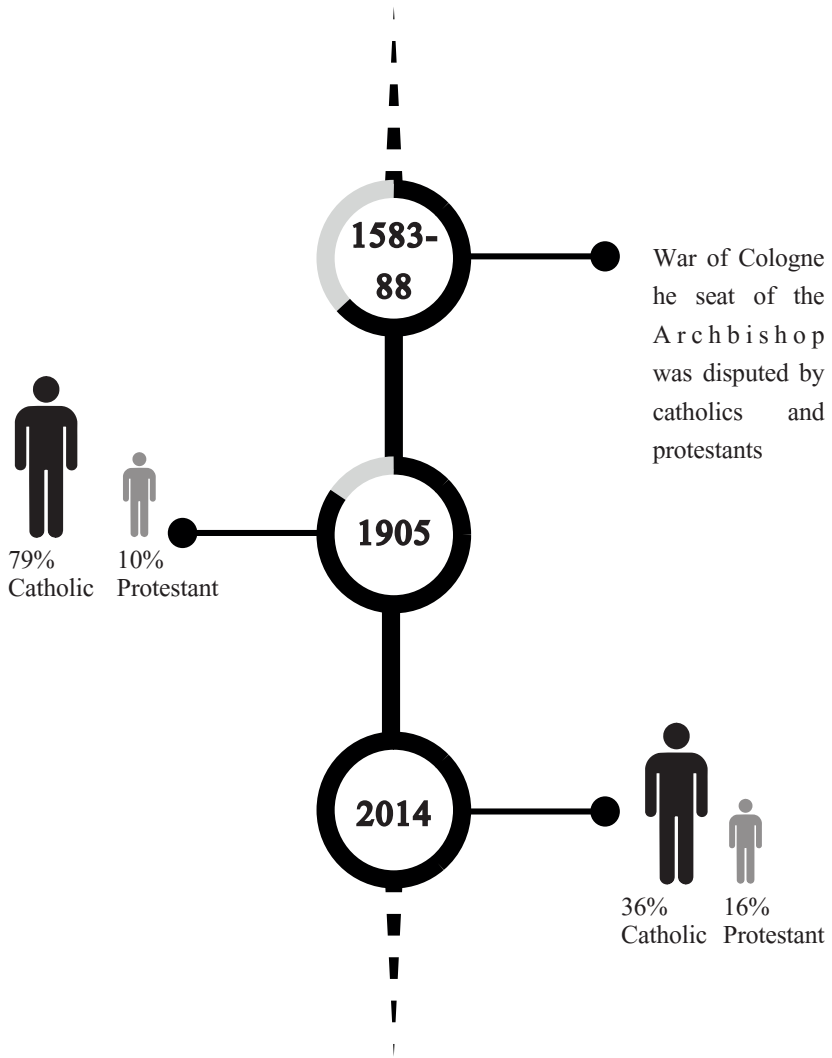 1583-
88
War of Cologne
he seat of the
Archbishop
was disputed by
catholics and
protestants
1905
79%
Catholic
10%
Protestant
2014
36%
Catholic
16%
Protestant